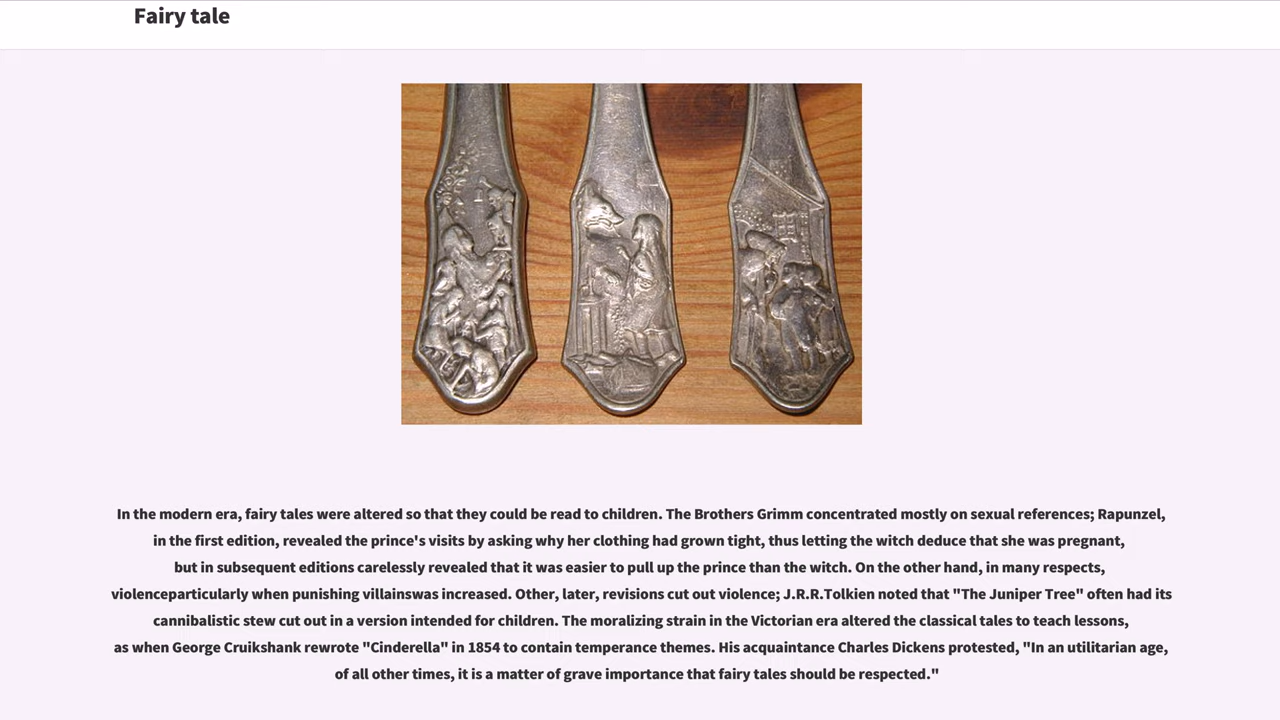 Fairy tale
In the modern era, fairy tales were altered so that they could be read to children. The Brothers Grimm concentrated mostly on sexual references; Rapunzel,
in the first edition, revealed the prince's visits by asking why her clothing had grown tight, thus letting the witch deduce that she was pregnant,
but in subsequent editions carelessly revealed that it was easier to pull up the prince than the witch. On the other hand, in many respects,
violenceparticularly when punishing villainswas increased. Other, later, revisions cut out violence; J.R.R.Tolkien noted that "The Juniper Tree" often had its
cannibalistic stew cut out in a version intended for children. The moralizing strain in the Victorian era altered the classical tales to teach lessons,
as when George Cruikshank rewrote "Cinderella" in 1854 to contain temperance themes. His acquaintance Charles Dickens protested, "In an utilitarian age,
of all other times, it is a matter of grave importance that fairy tales should be respected."